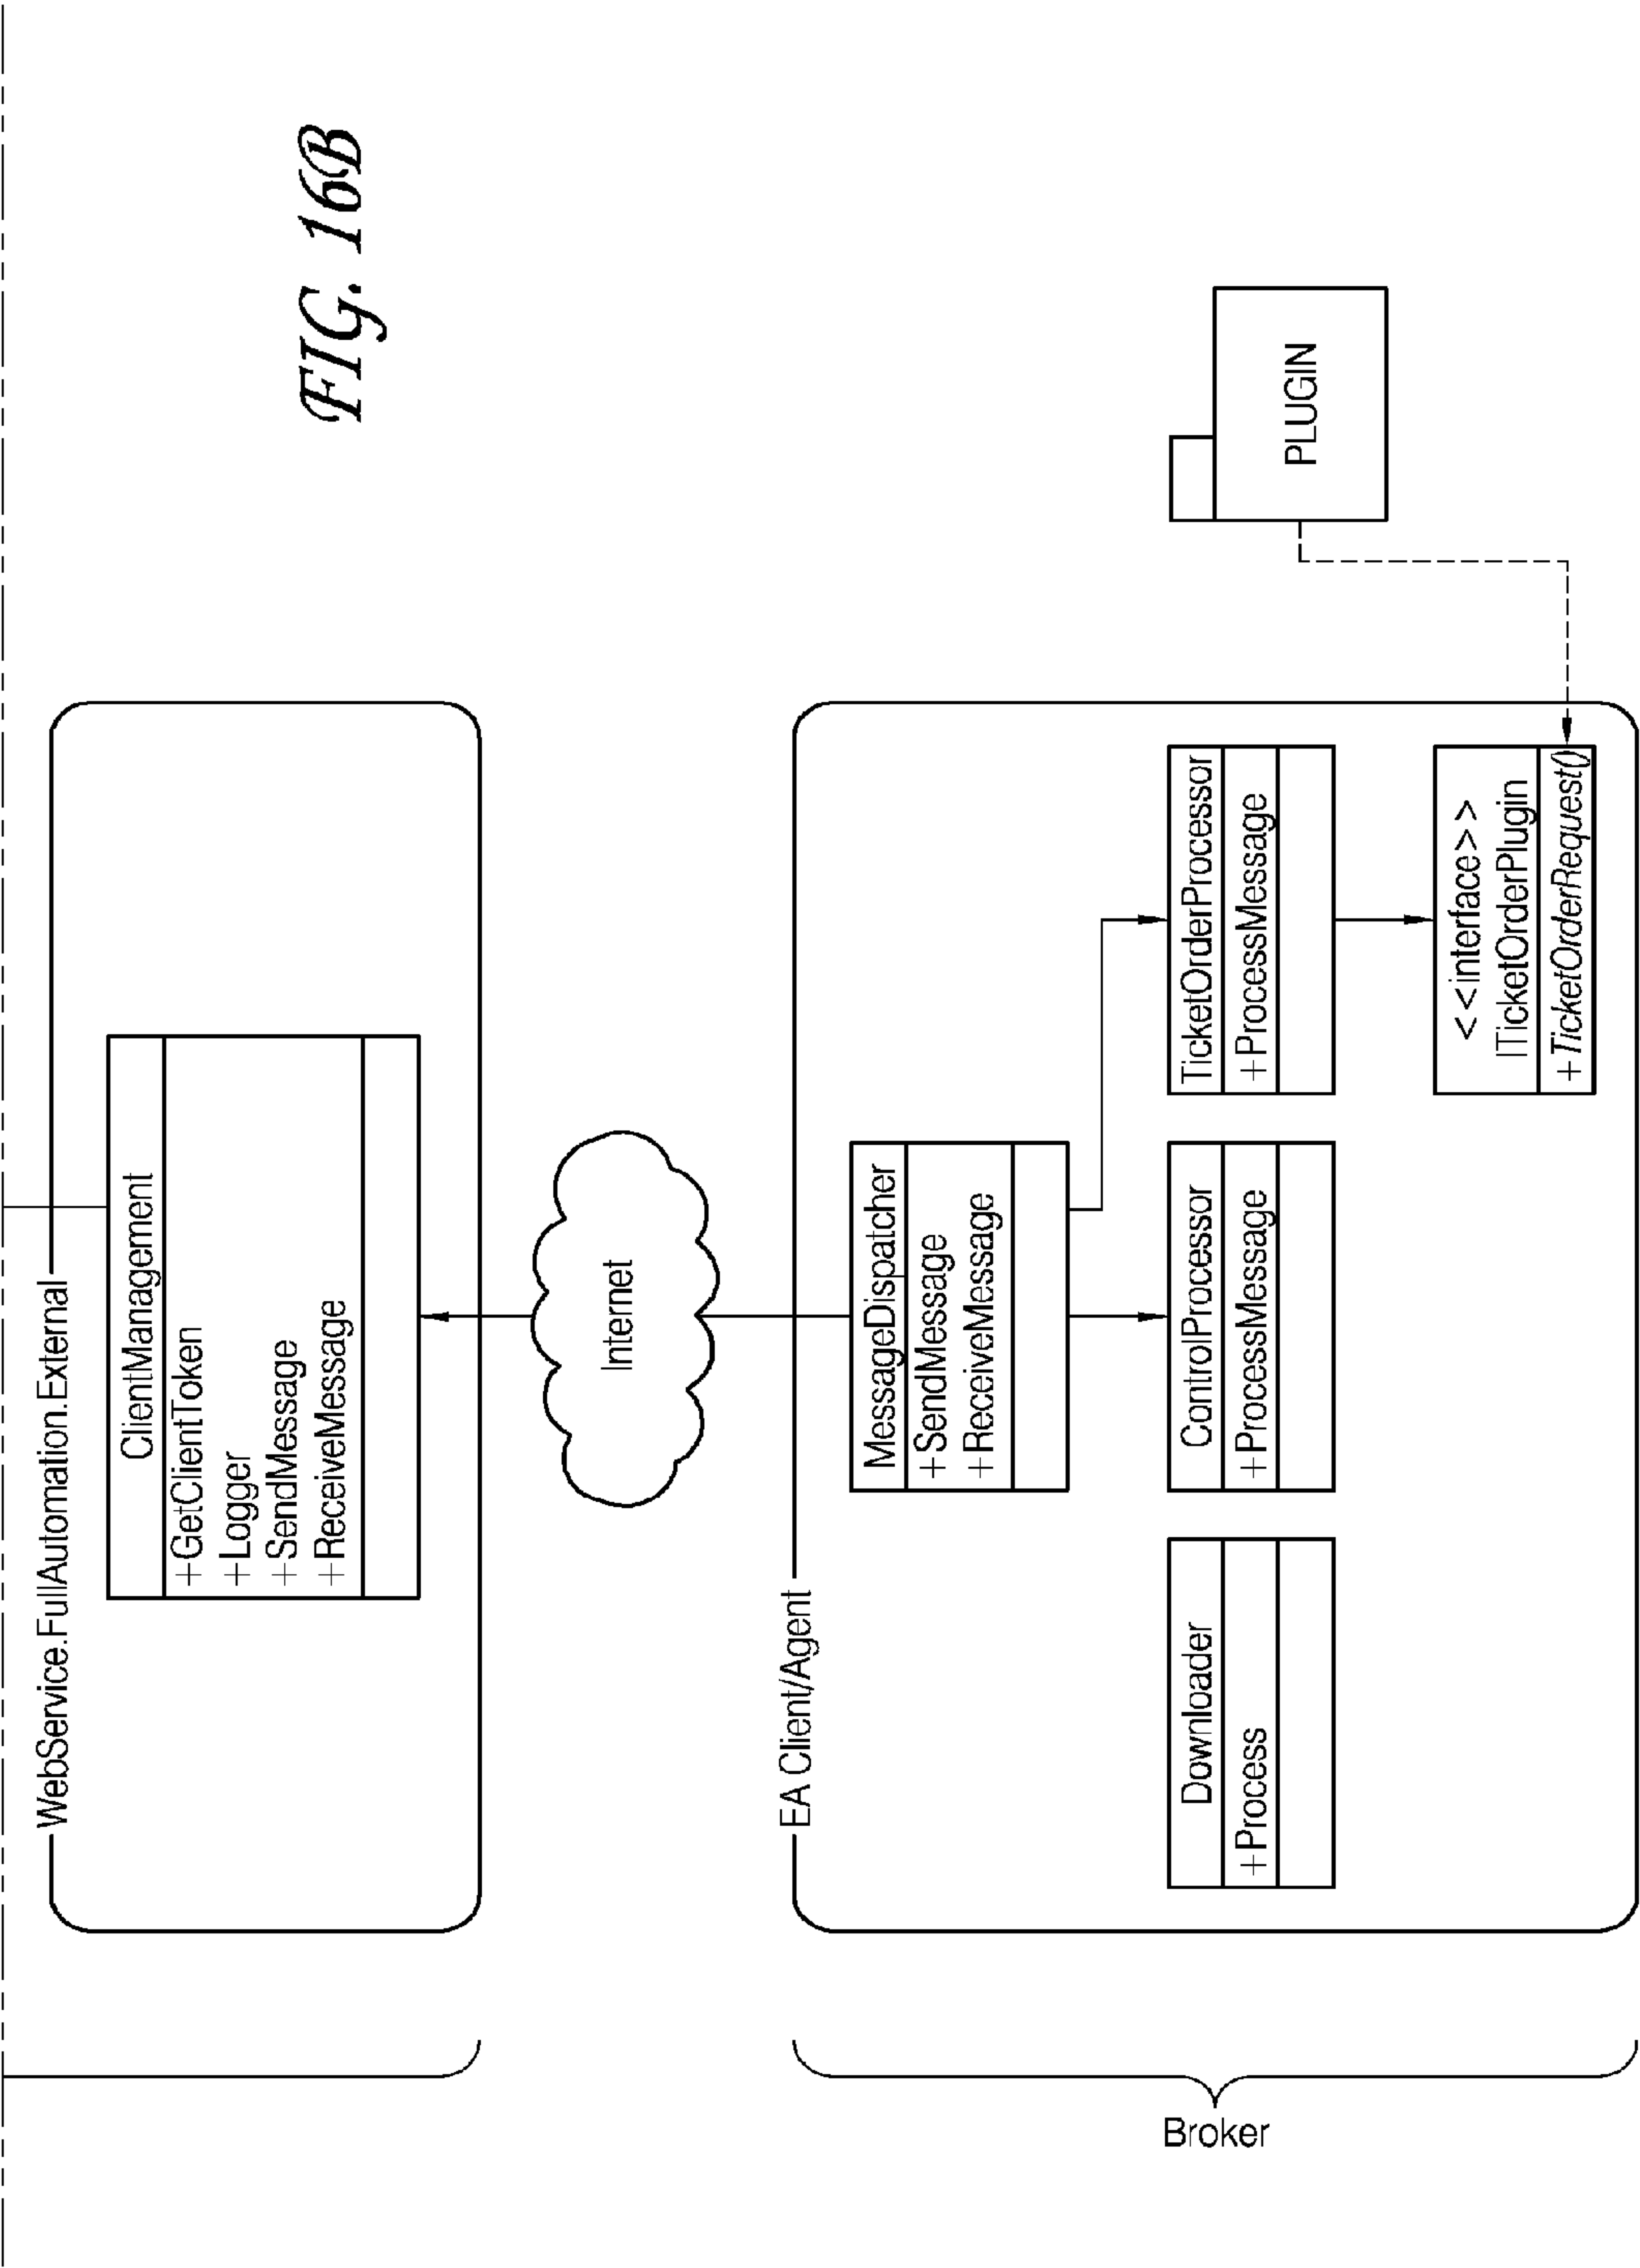 WebService.FullAutomation.External
ClientManagement
+GetClientToken
+Logger
+SendMessage
+ReceiveMessage
FIG. 16B
Internet
EA Client/Agent
MessageDispatcher
+SendMessage
+ReceiveMessage
Downloader
+Process
ControlProcessor
+ProcessMessage
TicketOrderProcessor
+ProcessMessage
<<interface>>
ITicketOrderPlugin
+TicketOrderRequest()
PLUGIN
Broker